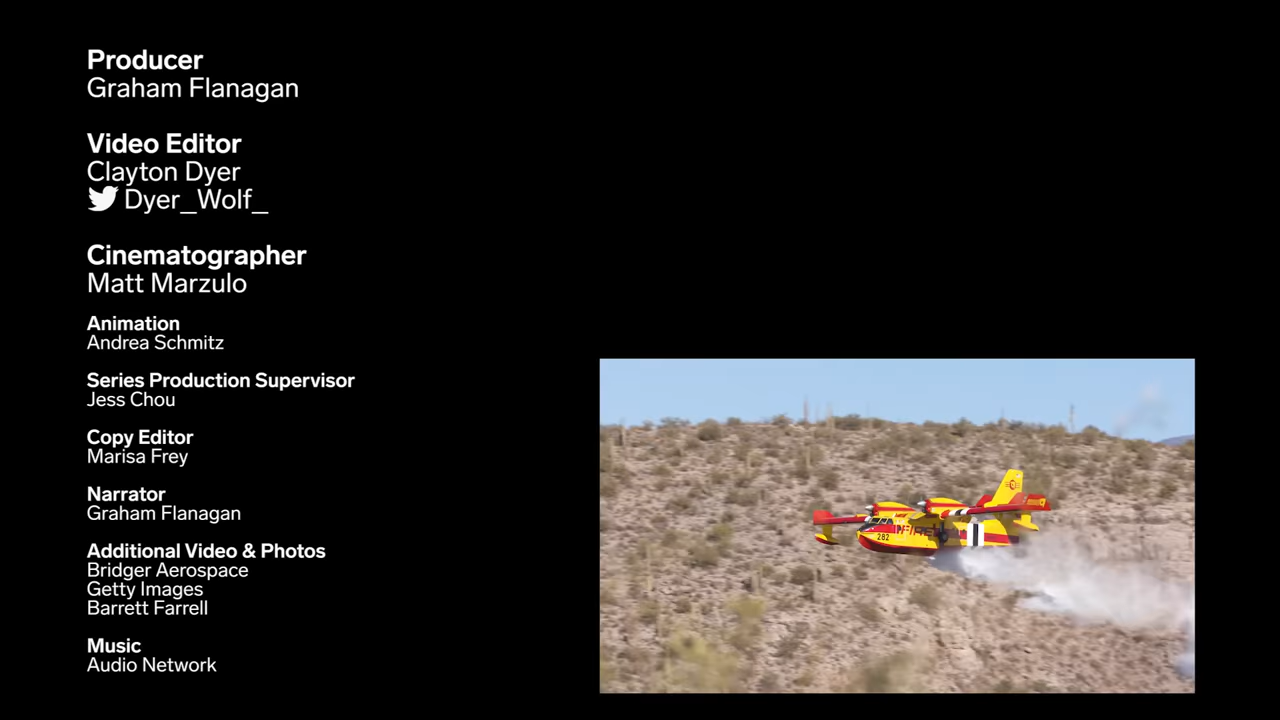 Producer
Graham Flanagan
Video Editor
Clayton Dyer
Dyer_Wolf_
Cinematographer
Matt Marzulo
Animation
Andrea Schmitz
Series Production Supervisor
Jess Chou
Copy Editor
Marisa Frey
Narrator
Graham Flanagan
Additional Video & Photos
Bridger Aerospace
Getty Images
Barrett Farrell
Music
Audio Network
282
FIRE